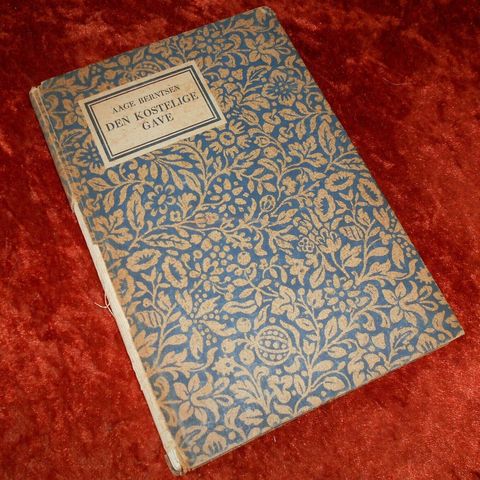 AAGE BERNTSEN
DEN KOSTELIGE
GAVE